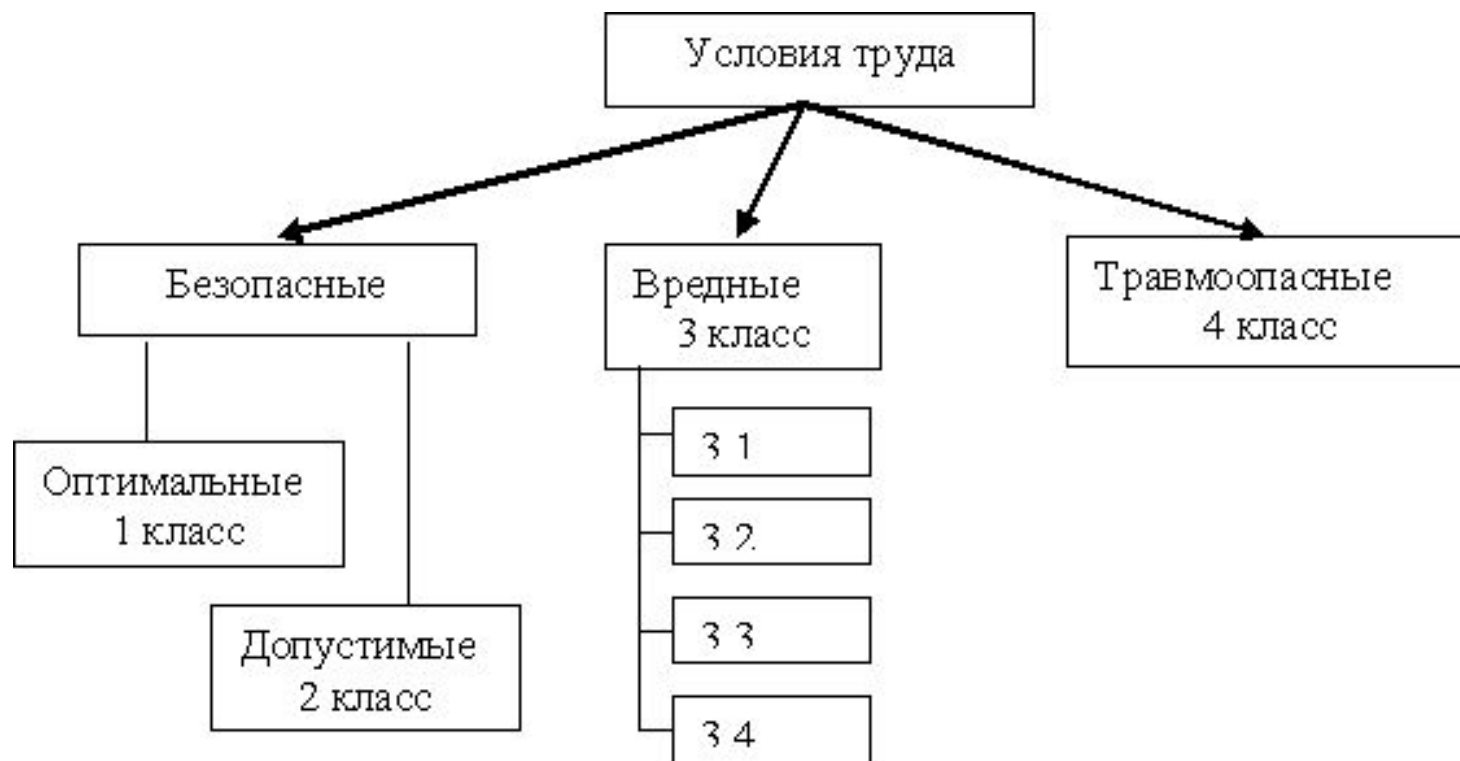 Условия труда
Безопасные
Вредные
3 класс
Травмоопасные
4 класс
Оптимальные
1 класс
Допустимые
2 класс
3 1
3 2
3 3
3 4